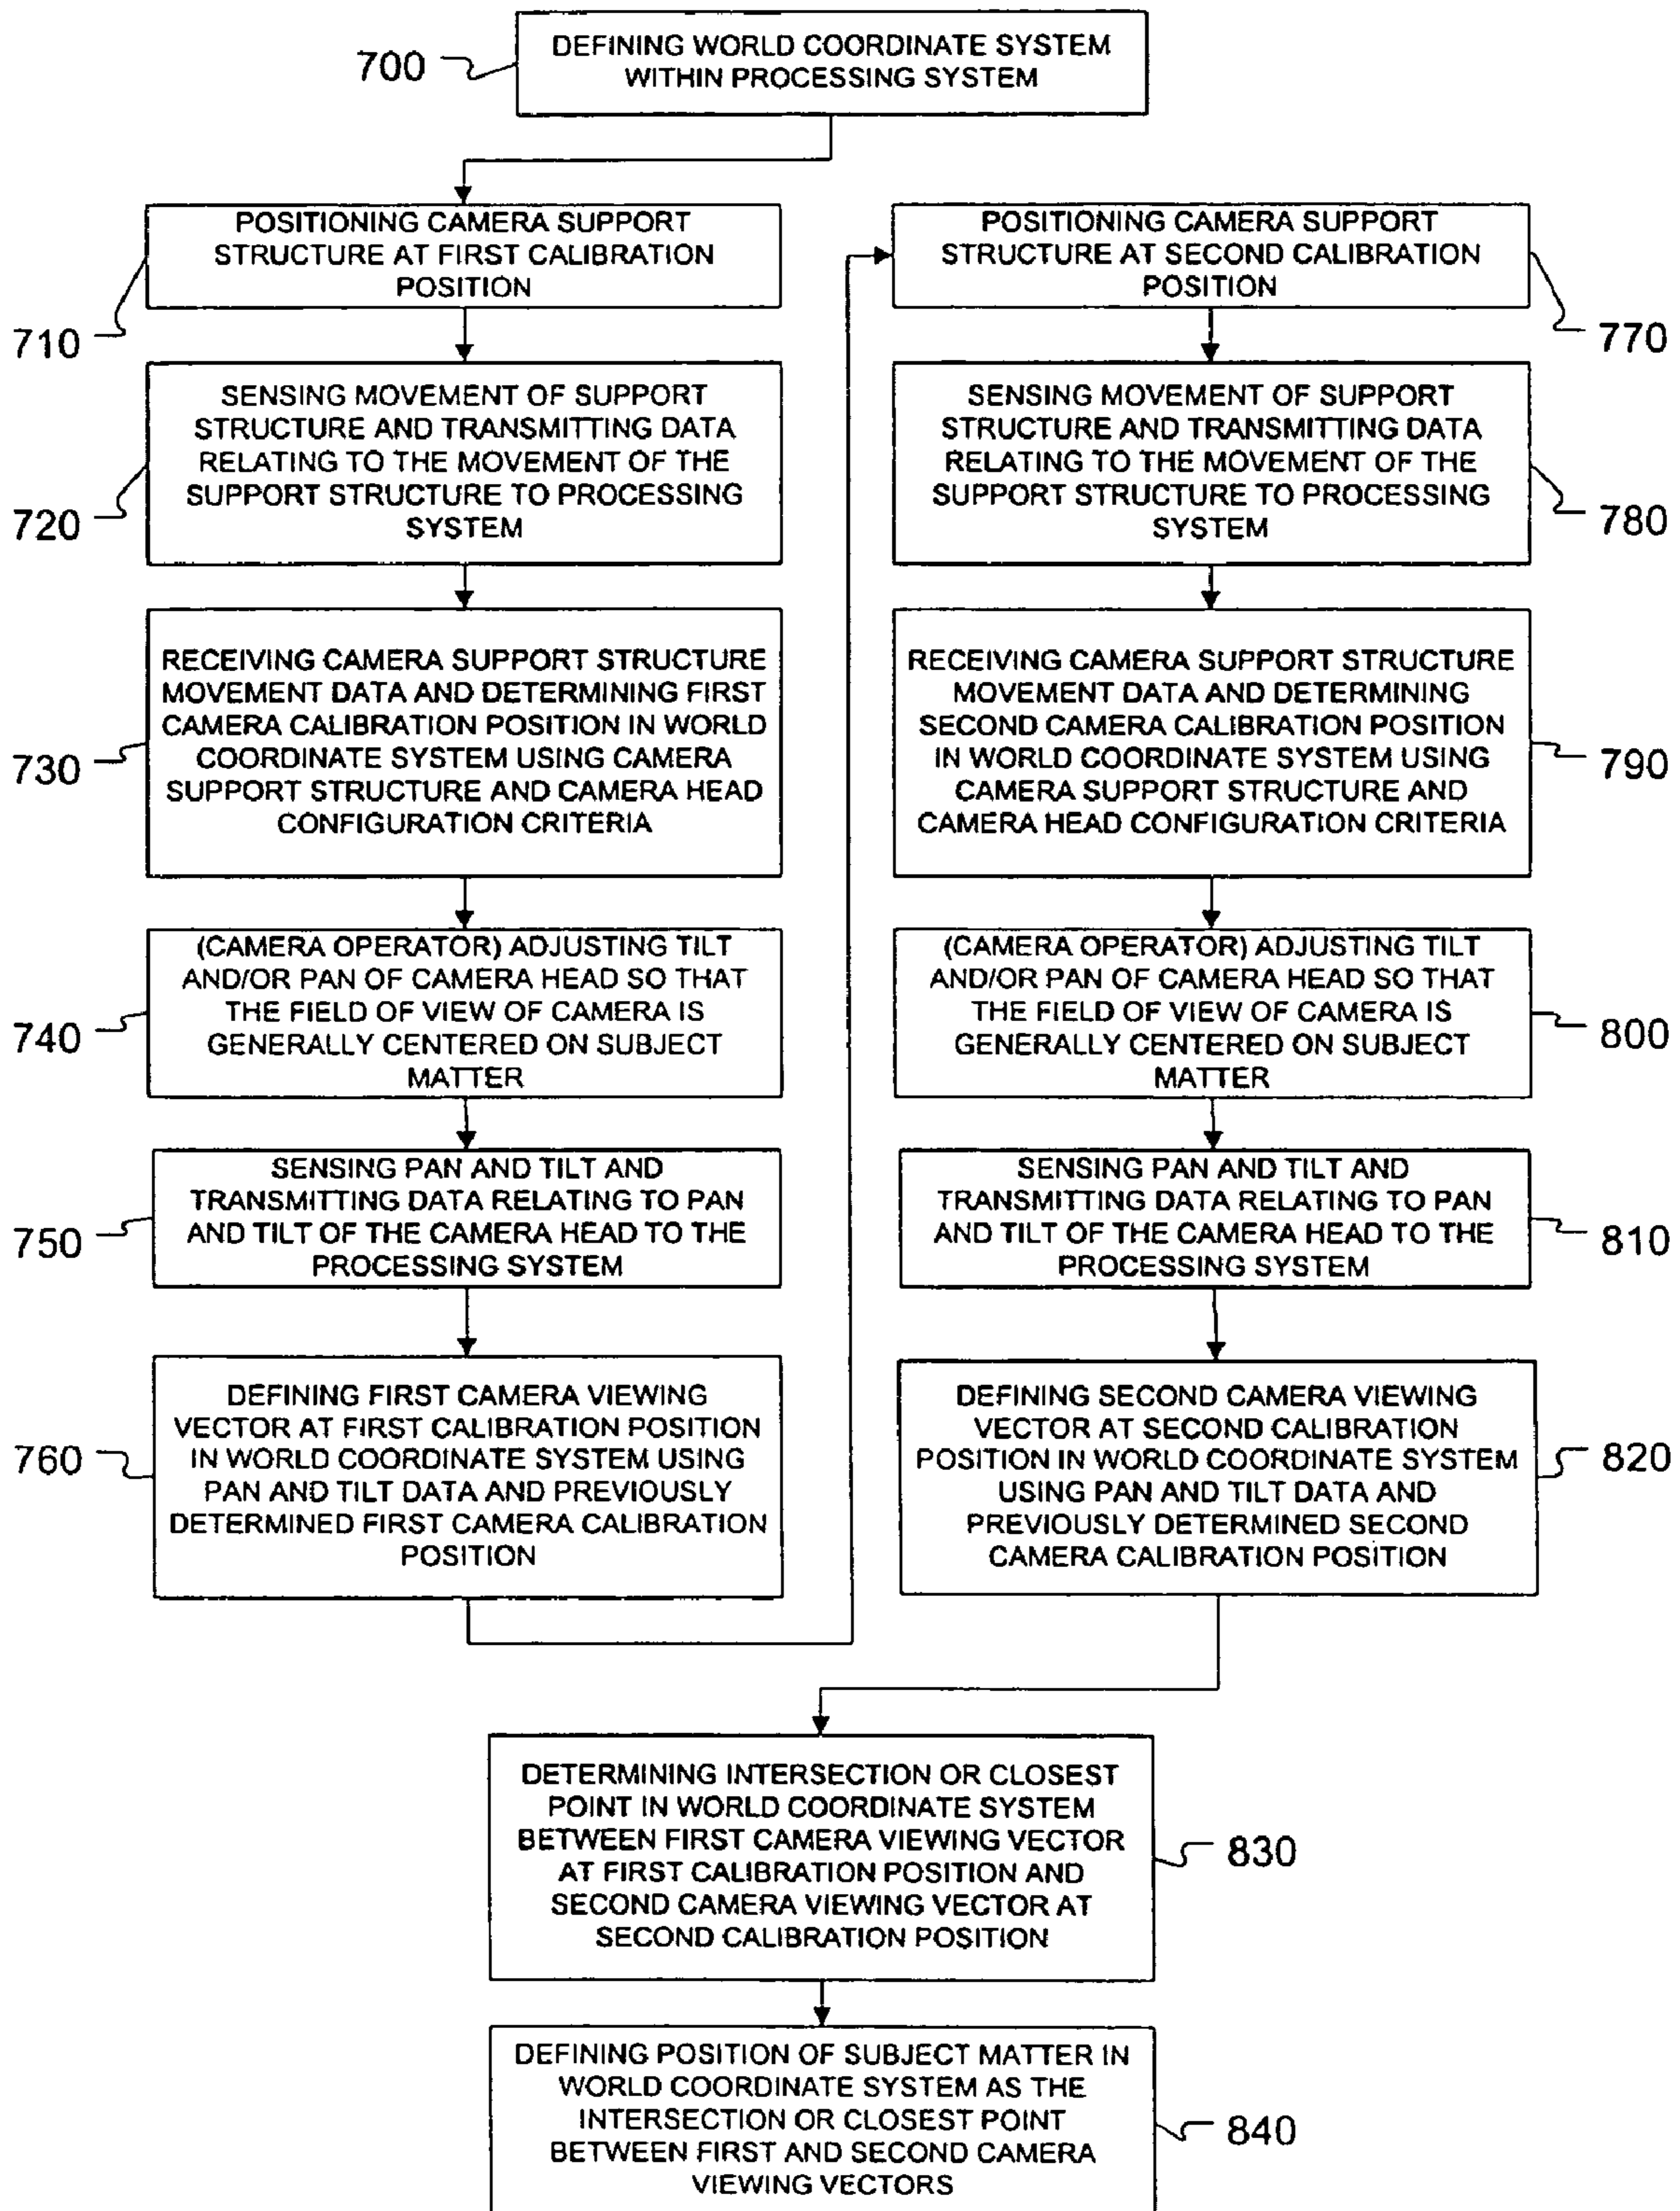 700
DEFINING WORLD COORDINATE SYSTEM
WITHIN PROCESSING SYSTEM
710
POSITIONING CAMERA SUPPORT
STRUCTURE AT FIRST CALIBRATION
POSITION
720
SENSING MOVEMENT OF SUPPORT
STRUCTURE AND TRANSMITTING DATA
RELATING TO THE MOVEMENT OF THE
SUPPORT STRUCTURE TO PROCESSING
SYSTEM
730
RECEIVING CAMERA SUPPORT STRUCTURE
MOVEMENT DATA AND DETERMINING FIRST
CAMERA CALIBRATION POSITION IN WORLD
COORDINATE SYSTEM USING CAMERA
SUPPORT STRUCTURE AND CAMERA HEAD
CONFIGURATION CRITERIA
740
(CAMERA OPERATOR) ADJUSTING TILT
AND/OR PAN OF CAMERA HEAD SO THAT
THE FIELD OF VIEW OF CAMERA IS
GENERALLY CENTERED ON SUBJECT
MATTER
750
SENSING PAN AND TILT AND
TRANSMITTING DATA RELATING TO PAN
AND TILT OF THE CAMERA HEAD TO THE
PROCESSING SYSTEM
760
DEFINING FIRST CAMERA VIEWING
VECTOR AT FIRST CALIBRATION POSITION
IN WORLD COORDINATE SYSTEM USING
PAN AND TILT DATA AND PREVIOUSLY
DETERMINED FIRST CAMERA CALIBRATION
POSITION
POSITIONING CAMERA SUPPORT
STRUCTURE AT SECOND CALIBRATION
POSITION
770
SENSING MOVEMENT OF SUPPORT
STRUCTURE AND TRANSMITTING DATA
RELATING TO THE MOVEMENT OF THE
SUPPORT STRUCTURE TO PROCESSING
SYSTEM
780
RECEIVING CAMERA SUPPORT STRUCTURE
MOVEMENT DATA AND DETERMINING
SECOND CAMERA CALIBRATION POSITION
IN WORLD COORDINATE SYSTEM USING
CAMERA SUPPORT STRUCTURE AND
CAMERA HEAD CONFIGURATION CRITERIA
790
(CAMERA OPERATOR) ADJUSTING TILT
AND/OR PAN OF CAMERA HEAD SO THAT
THE FIELD OF VIEW OF CAMERA IS
GENERALLY CENTERED ON SUBJECT
MATTER
800
SENSING PAN AND TILT AND
TRANSMITTING DATA RELATING TO PAN
AND TILT OF THE CAMERA HEAD TO THE
PROCESSING SYSTEM
810
DEFINING SECOND CAMERA VIEWING
VECTOR AT SECOND CALIBRATION
POSITION IN WORLD COORDINATE SYSTEM
USING PAN AND TILT DATA AND
PREVIOUSLY DETERMINED SECOND
CAMERA CALIBRATION POSITION
820
DETERMINING INTERSECTION OR CLOSEST
POINT IN WORLD COORDINATE SYSTEM
BETWEEN FIRST CAMERA VIEWING VECTOR
AT FIRST CALIBRATION POSITION AND
SECOND CAMERA VIEWING VECTOR AT
SECOND CALIBRATION POSITION
830
DEFINING POSITION OF SUBJECT MATTER IN
WORLD COORDINATE SYSTEM AS THE
INTERSECTION OR CLOSEST POINT
BETWEEN FIRST AND SECOND CAMERA
VIEWING VECTORS
840